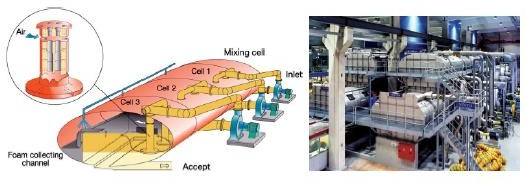 Air
Mixing cell
Cell 1
Inlet
Cell 2
Cell 3
Foam collecting
channel
Accept